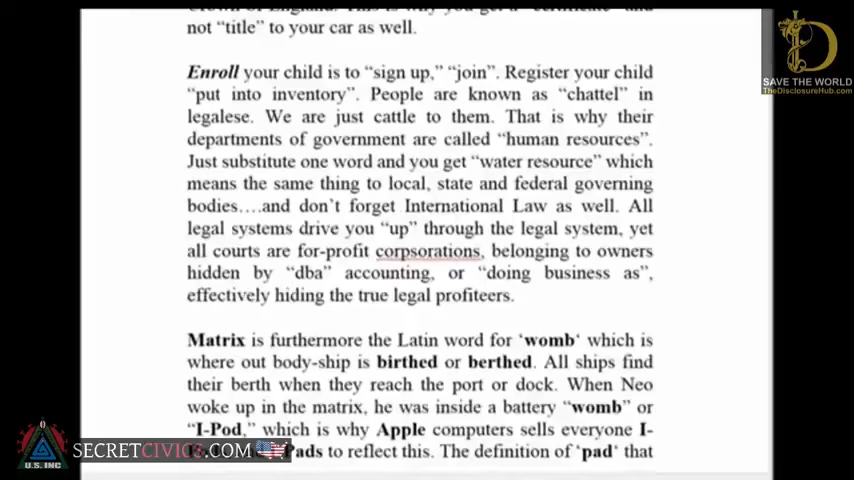 not "title" to your car as well.
Enroll your child is to "sign up," "join". Register your child
"put into inventory". People are known as "chattel" in
legalese. We are just cattle to them. That is why their
departments of government are called "human resources".
Just substitute one word and you get "water resource" which
means the same thing to local, state and federal governing
bodies….and don't forget International Law as well. All
legal systems drive you "up" through the legal system, yet
all courts are for-profit corpsorations, belonging to owners
hidden by "dba" accounting, or "doing business as",
effectively hiding the true legal profiteers.
Matrix is furthermore the Latin word for 'womb' which is
where out body-ship is birthed or berthed. All ships find
their berth when they reach the port or dock. When Neo
woke up in the matrix, he was inside a battery "womb" or
"I-Pod," which is why Apple computers sells everyone I-
Pads to reflect this. The definition of 'pad' that
SAVE THE WORLD
TheDisclosureHub.com
U.S. INC
SECRETCIVICS.COM